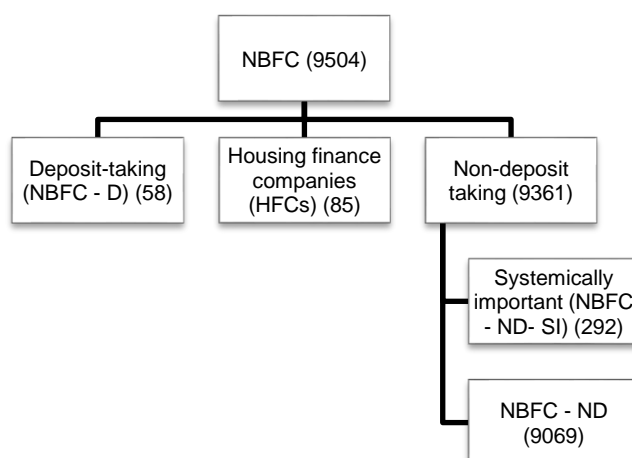 NBFC (9504)
Deposit-taking
(NBFC - D) (58)
Housing finance
companies
(HFCs) (85)
Non-deposit
taking (9361)
Systemically
important (NBFC
- ND- SI) (292)
NBFC - ND
(9069)